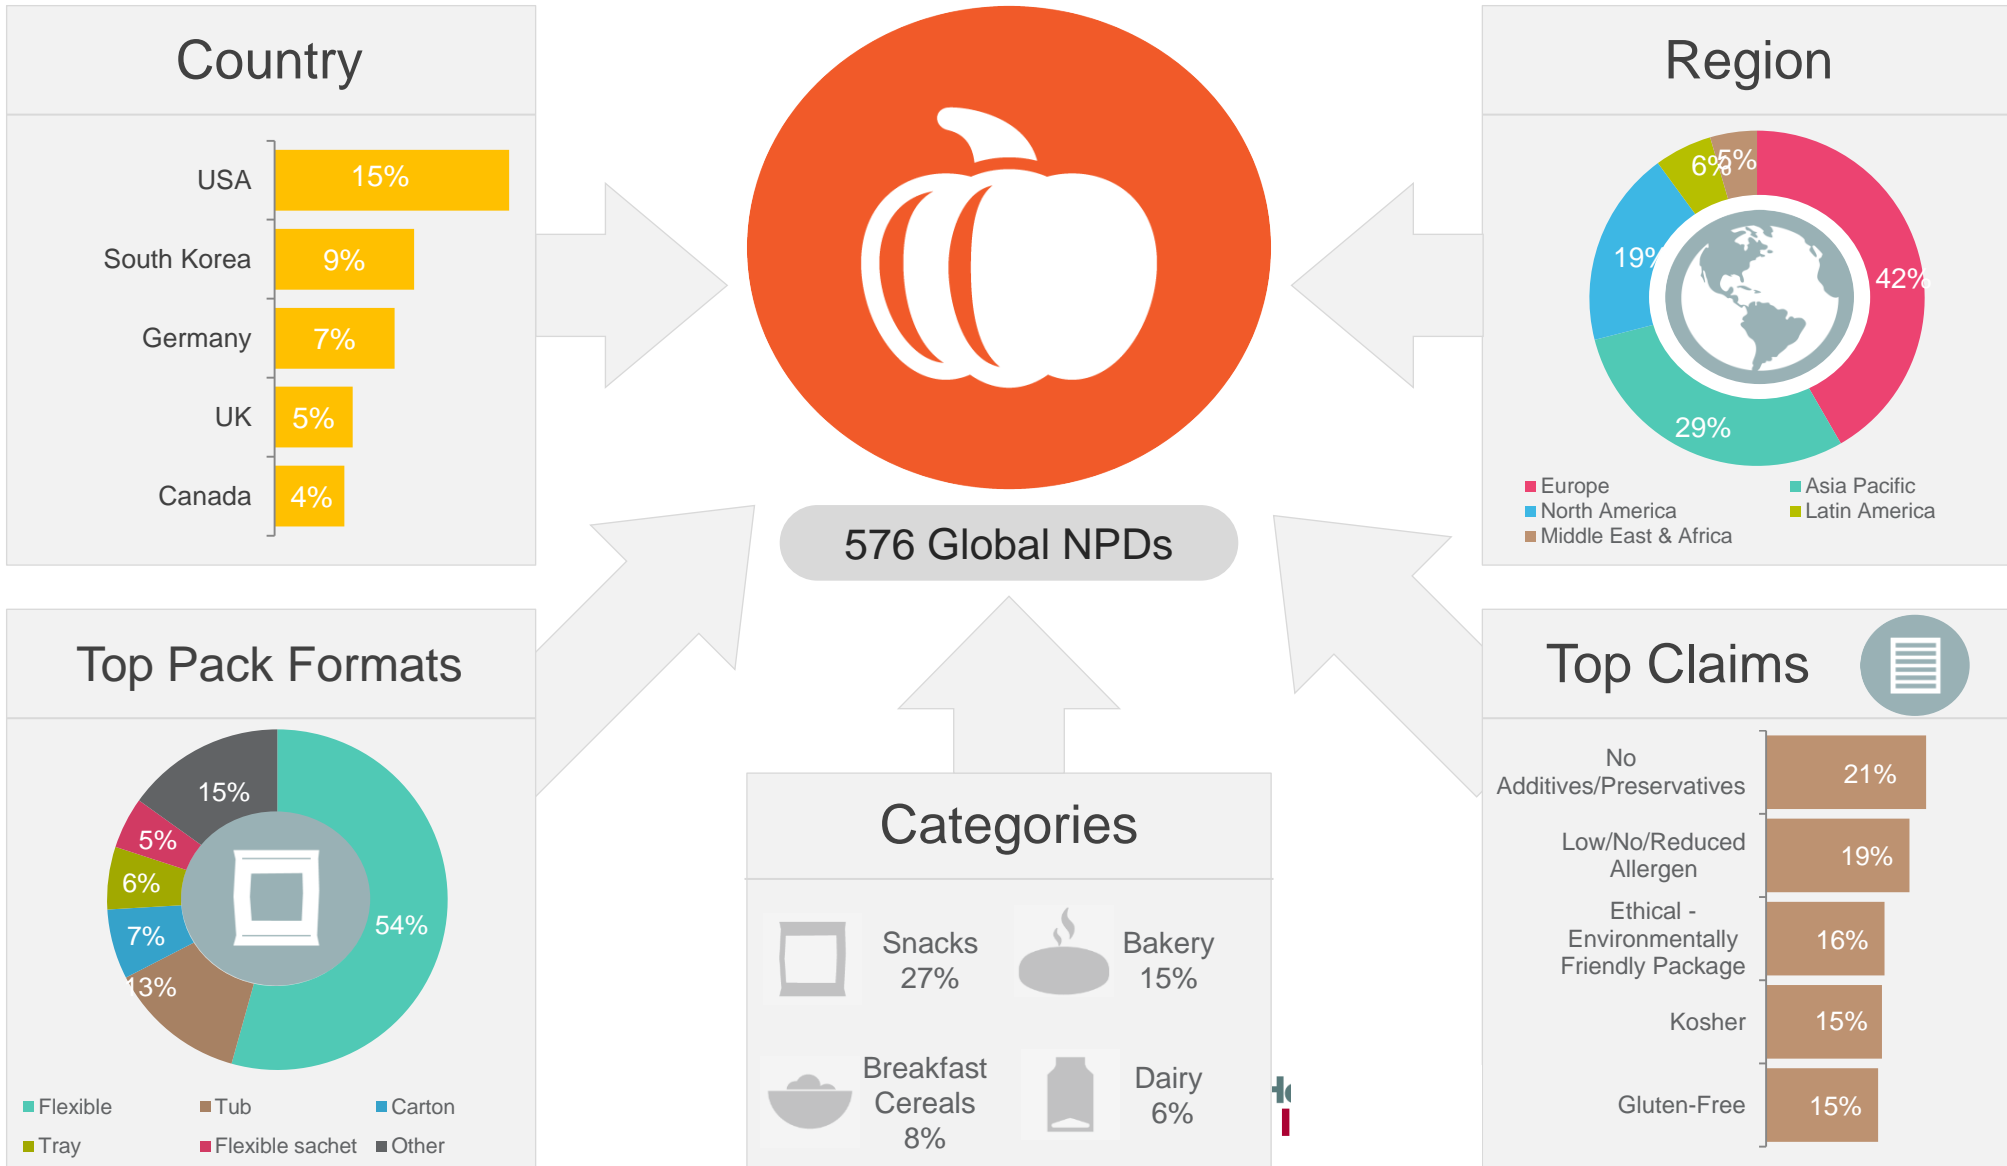 Country
USA
15%
South Korea
9%
Germany
7%
UK
5%
Canada
4%
576 Global NPDs
Region
42%
29%
19%
6%
5%
Europe
Asia Pacific
North America
Latin America
Middle East & Africa
Top Pack Formats
54%
13%
7%
6%
5%
15%
Flexible
Tub
Carton
Tray
Flexible sachet
Other
Categories
Snacks
27%
Bakery
15%
Breakfast
Cereals
8%
Dairy
6%
Top Claims
No
Additives/Preservatives
21%
Low/No/Reduced
Allergen
19%
Ethical -
Environmentally
Friendly Package
16%
Kosher
15%
Gluten-Free
15%